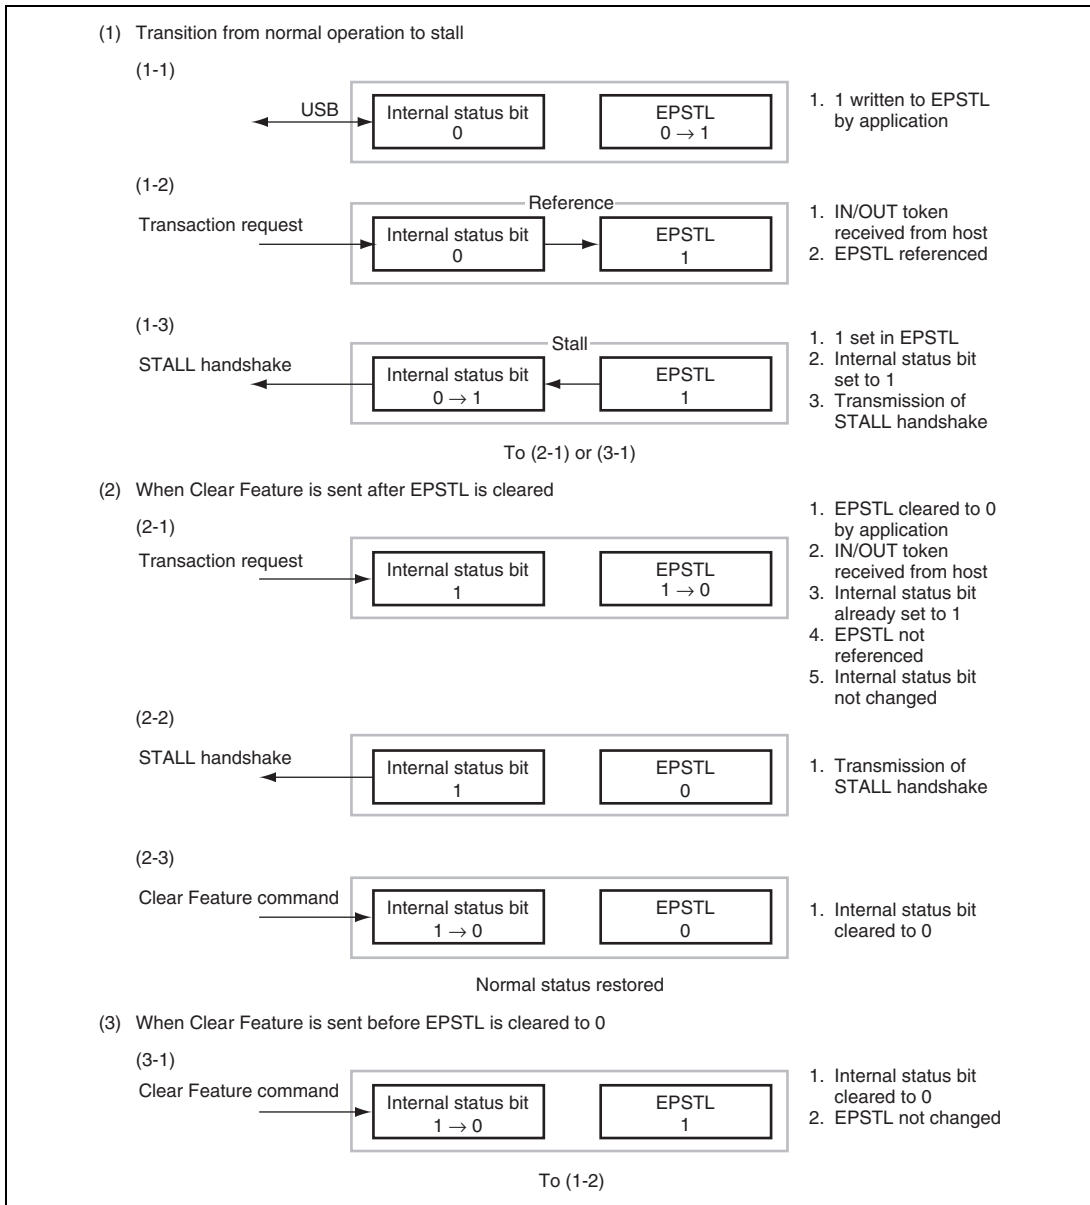 (1) Transition from normal operation to stall
(1-1)
USB
Internal status bit
0
EPSTL
0 → 1
1. 1 written to EPSTL
by application
(1-2)
Transaction request
Reference
Internal status bit
0
EPSTL
1
1. IN/OUT token
received from host
2. EPSTL referenced
(1-3)
STALL handshake
Stall
Internal status bit
0 → 1
EPSTL
1
1. 1 set in EPSTL
2. Internal status bit
set to 1
3. Transmission of
STALL handshake
To (2-1) or (3-1)
(2) When Clear Feature is sent after EPSTL is cleared
(2-1)
Transaction request
Internal status bit
1
EPSTL
1 → 0
1. EPSTL cleared to 0
by application
2. IN/OUT token
received from host
3. Internal status bit
already set to 1
4. EPSTL not
referenced
5. Internal status bit
not changed
(2-2)
STALL handshake
Internal status bit
1
EPSTL
0
1. Transmission of
STALL handshake
(2-3)
Clear Feature command
Internal status bit
1 → 0
EPSTL
0
1. Internal status bit
cleared to 0
Normal status restored
(3) When Clear Feature is sent before EPSTL is cleared to 0
(3-1)
Clear Feature command
Internal status bit
1 → 0
EPSTL
1
1. Internal status bit
cleared to 0
2. EPSTL not changed
To (1-2)